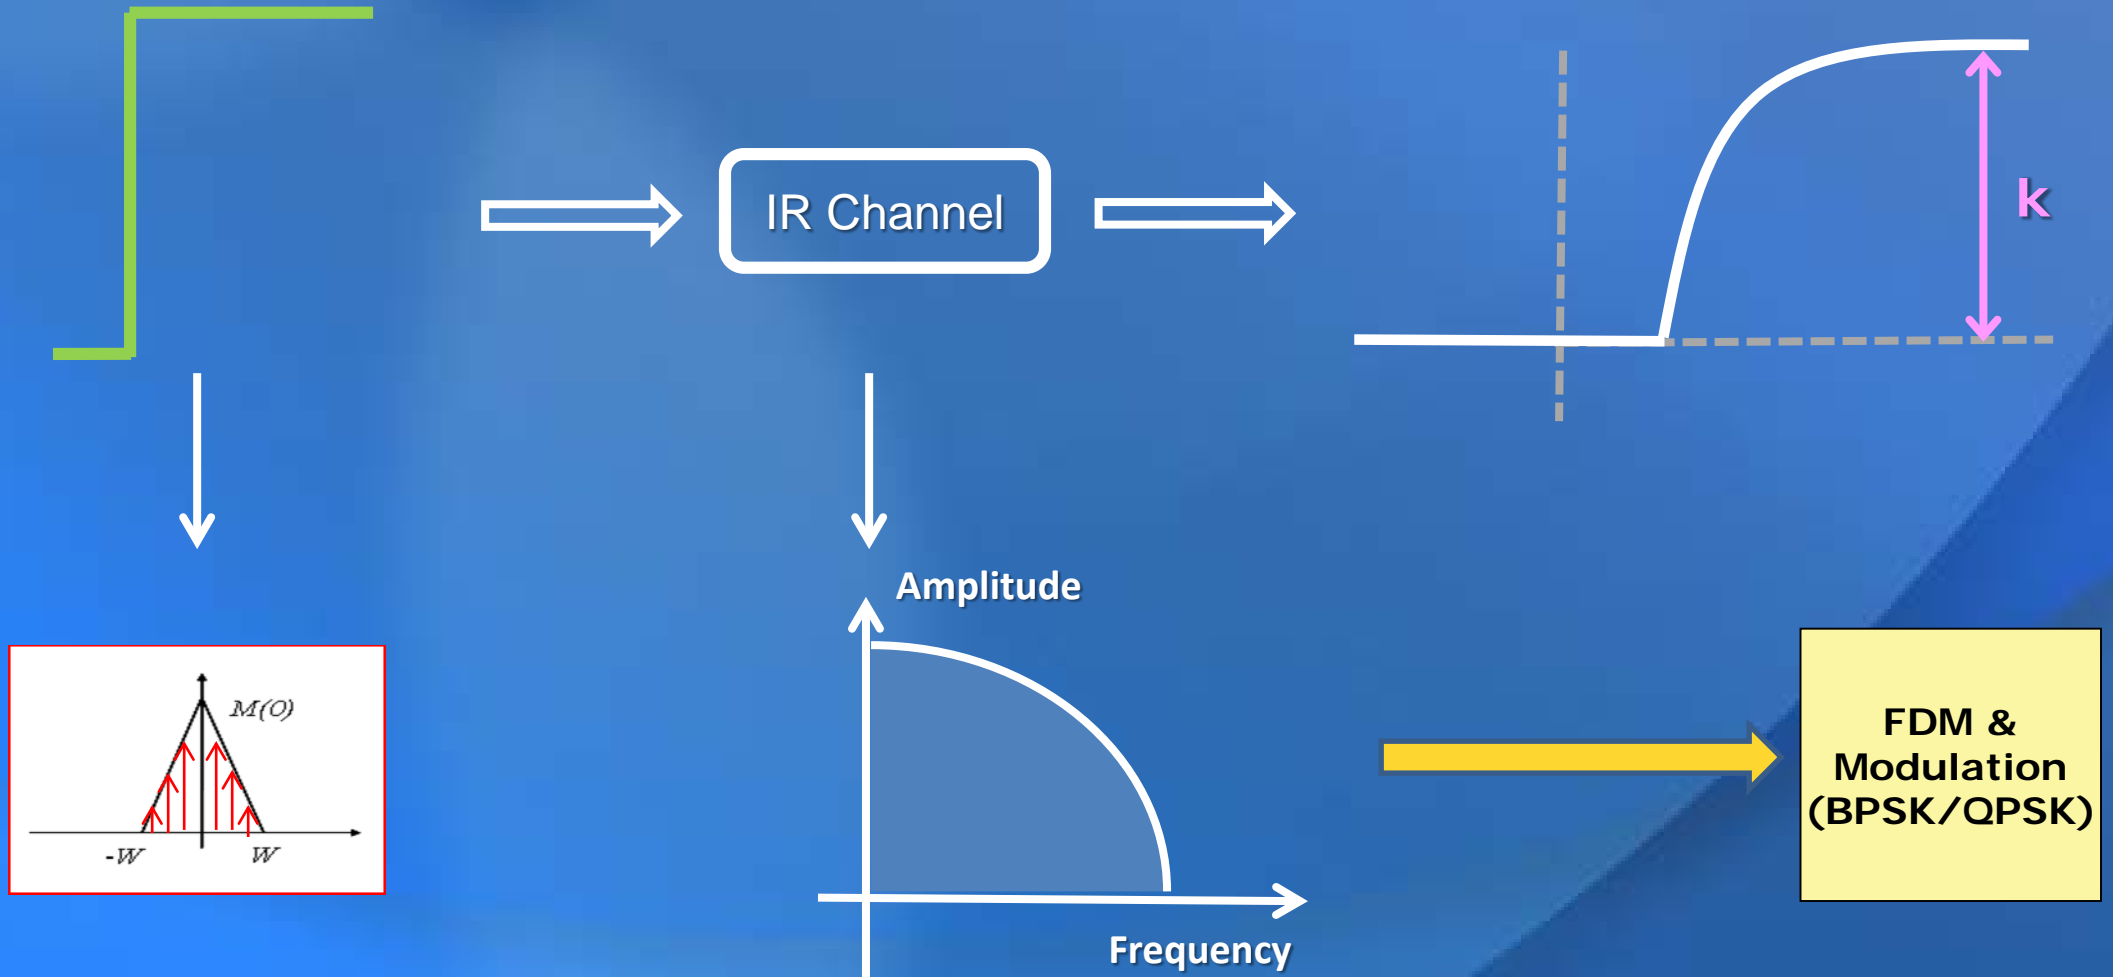 IR Channel
k
Amplitude
M(O)
-W
W
FDM &
Modulation
(BPSK/QPSK)
Frequency